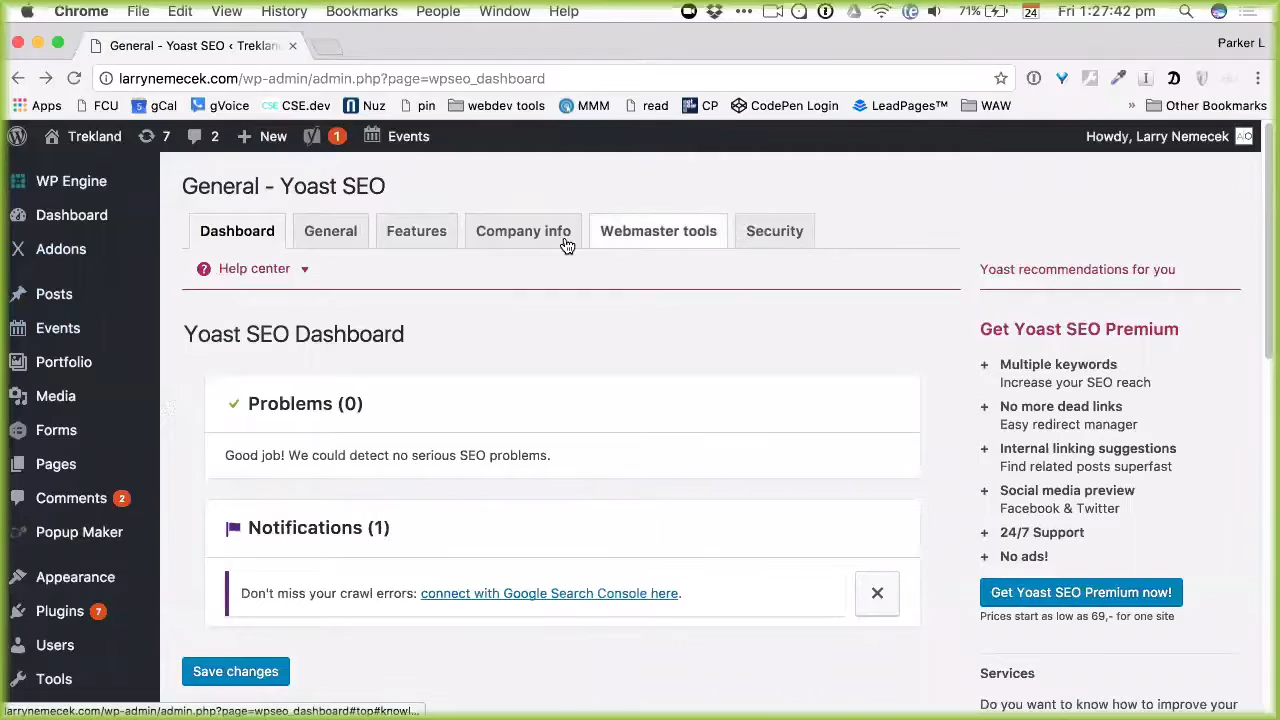 Chrome File Edit View History Bookmarks People Window Help 71% 24 Fri 1:27:42 pm
General - Yoast SEO ‹ Treklan × Parker L
larrynemecek.com/wp-admin/admin.php?page=wpseo_dashboard
Apps FCU gCal gVoice CSE CSE.dev Nuz pin webdev tools MMM read CP CodePen Login LeadPages™ WAW » Other Bookmarks
Trekland 7 2 + New 1 Events Howdy, Larry Nemecek
WP Engine
Dashboard
Addons
Posts
Events
Portfolio
Media
Forms
Pages
Comments 2
Popup Maker
Appearance
Plugins 7
Users
Tools
General - Yoast SEO
Dashboard General Features Company info Webmaster tools Security
Help center
Yoast SEO Dashboard
Problems (0)
Good job! We could detect no serious SEO problems.
Notifications (1)
Don't miss your crawl errors: connect with Google Search Console here.
Save changes
Yoast recommendations for you
Get Yoast SEO Premium
+ Multiple keywords
Increase your SEO reach
+ No more dead links
Easy redirect manager
+ Internal linking suggestions
Find related posts superfast
+ Social media preview
Facebook & Twitter
+ 24/7 Support
+ No ads!
Get Yoast SEO Premium now!
Prices start as low as 69,- for one site
Services
Do you want to know how to improve your
larrynemecek.com/wp-admin/admin.php?page=wpseo_dashboard#top#knowl...